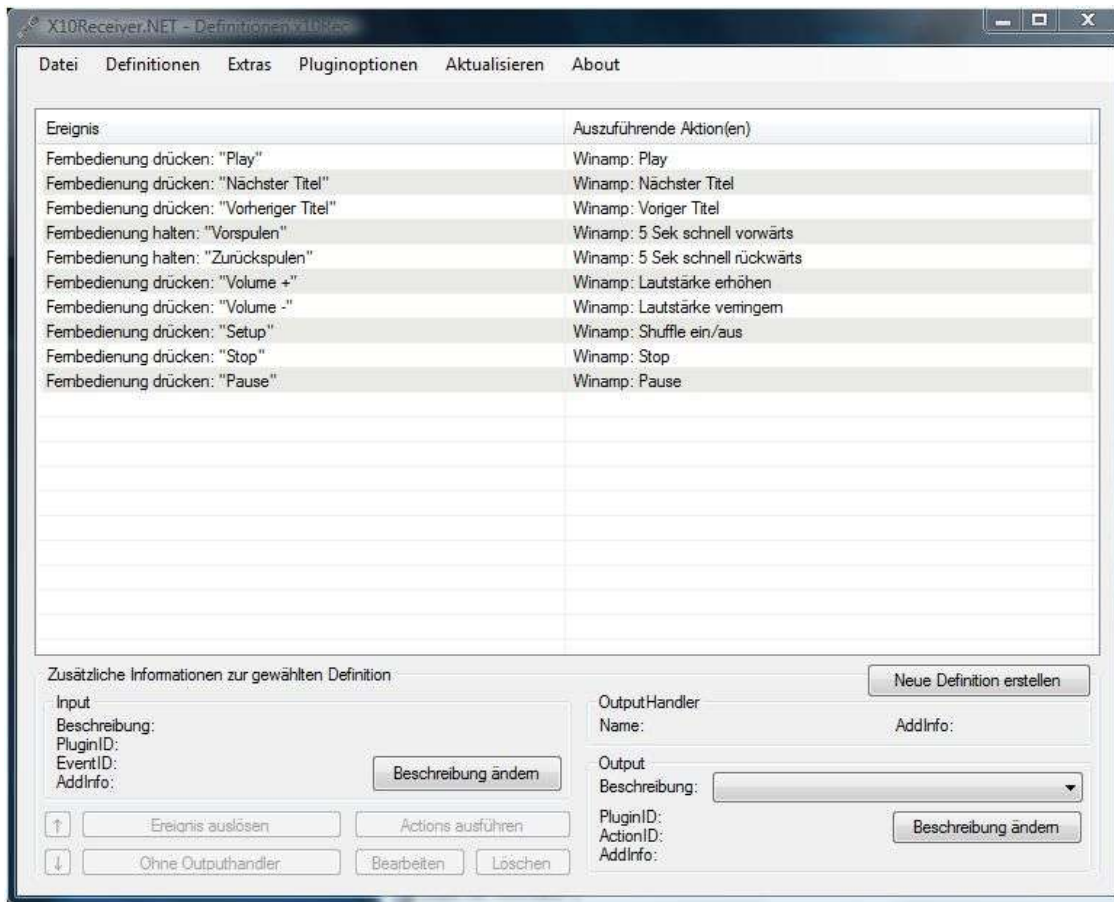 X10Receiver.NET - Definitionen x10Rec
Datei Definitionen Extras Pluginoptionen Aktualisieren About
Ereignis Auszuführende Aktion(en)
Fernbedienung drücken: "Play" Winamp: Play
Fernbedienung drücken: "Nächster Titel" Winamp: Nächster Titel
Fernbedienung drücken: "Vorheriger Titel" Winamp: Voriger Titel
Fernbedienung halten: "Vorspulen" Winamp: 5 Sek schnell vorwärts
Fernbedienung halten: "Zurückspulen" Winamp: 5 Sek schnell rückwärts
Fernbedienung drücken: "Volume +" Winamp: Lautstärke erhöhen
Fernbedienung drücken: "Volume -" Winamp: Lautstärke verringern
Fernbedienung drücken: "Setup" Winamp: Shuffle ein/aus
Fernbedienung drücken: "Stop" Winamp: Stop
Fernbedienung drücken: "Pause" Winamp: Pause
Zusätzliche Informationen zur gewählten Definition
Neue Definition erstellen
Input
Beschreibung:
PluginID:
EventID:
AddInfo:
Beschreibung ändern
↑ Ereignis auslösen Actions ausführen
↓ Ohne Outputhandler Bearbeiten Löschen
OutputHandler
Name: AddInfo:
Output
Beschreibung:
PluginID:
ActionID:
AddInfo:
Beschreibung ändern